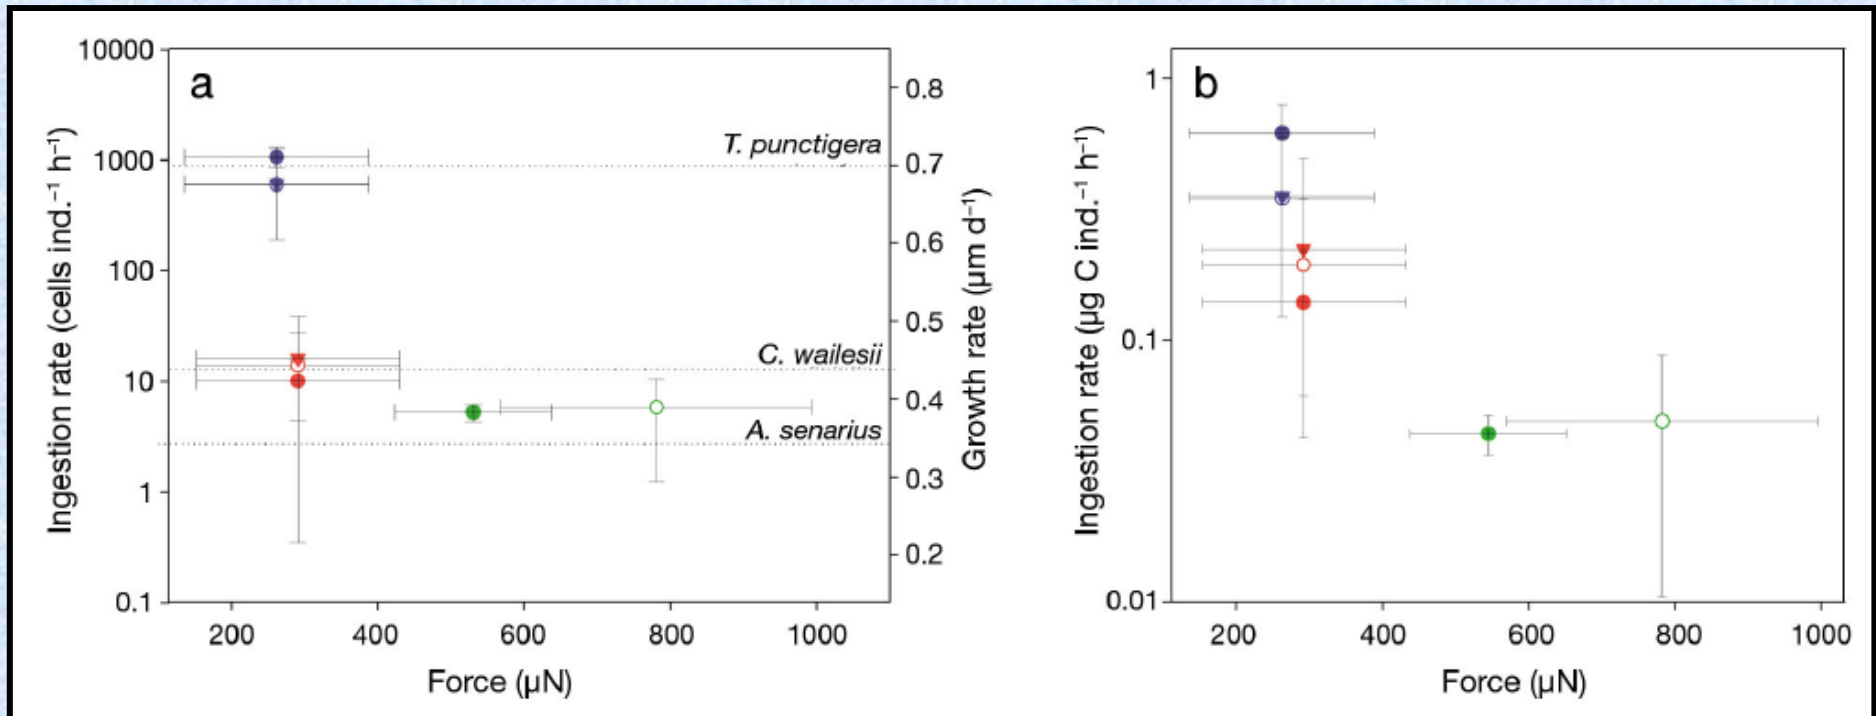 a
10000
1000
100
10
1
0.1
Ingestion rate (cells ind.⁻¹ h⁻¹)
T. punctigera
C. wailesii
A. senarius
0.8
0.7
0.6
0.5
0.4
0.3
0.2
Growth rate (µm d⁻¹)
200 400 600 800 1000
Force (µN)
b
1
0.1
0.01
Ingestion rate (µg C ind.⁻¹ h⁻¹)
200 400 600 800 1000
Force (µN)